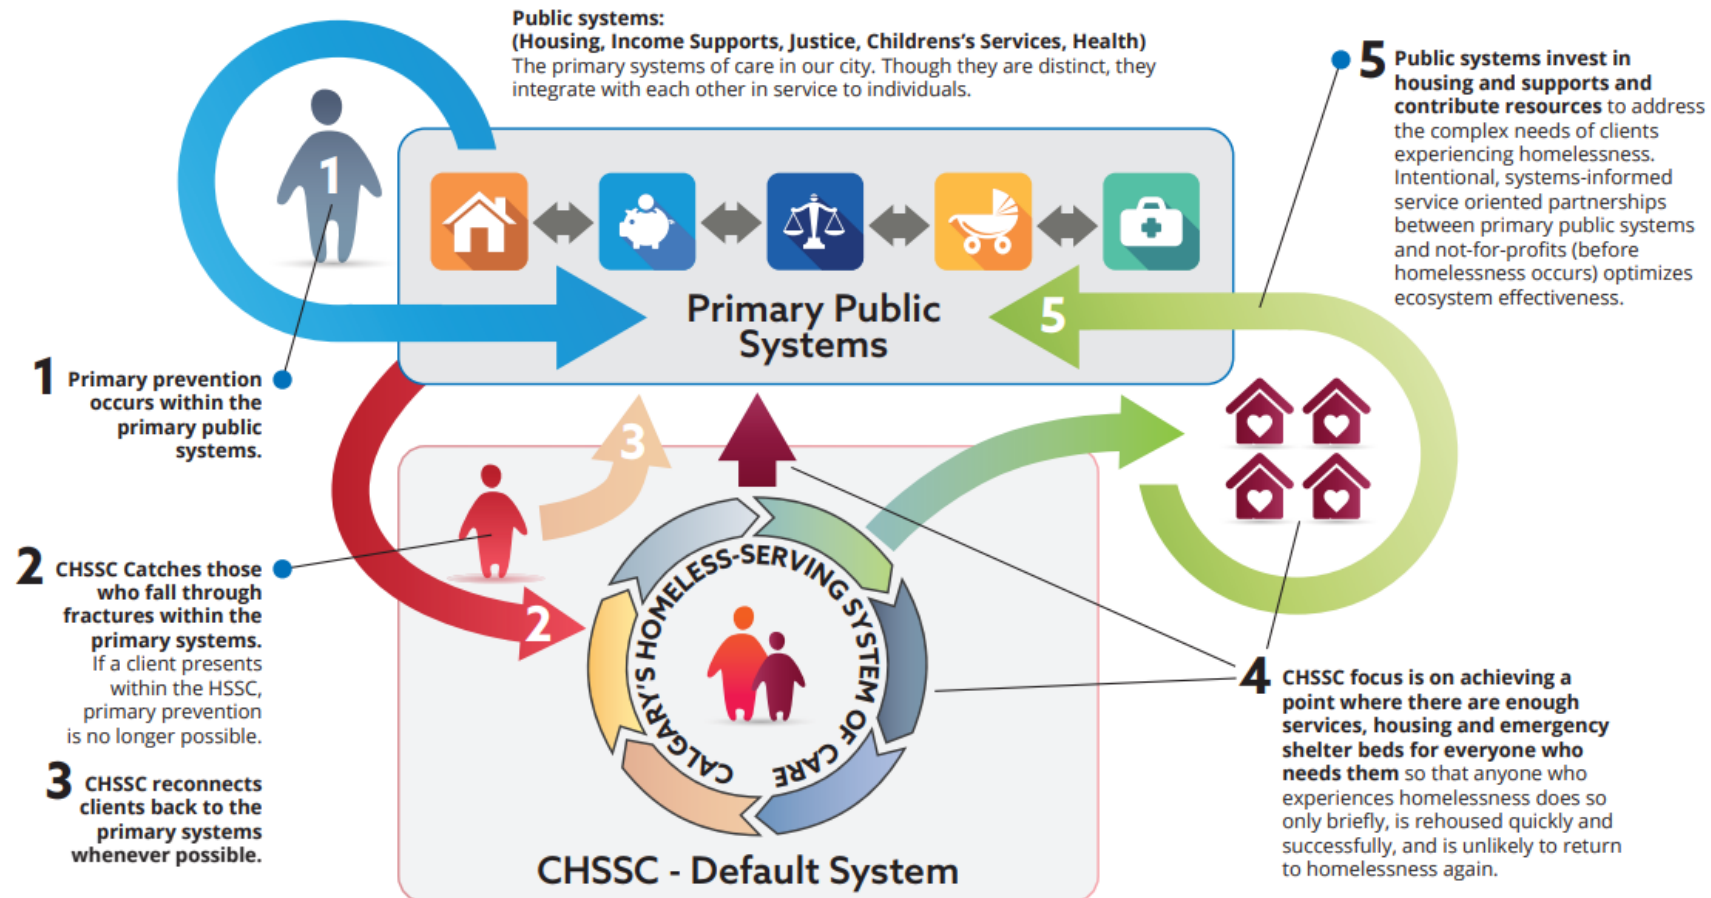 Public systems:
(Housing, Income Supports, Justice, Childrens's Services, Health)
The primary systems of care in our city. Though they are distinct, they
integrate with each other in service to individuals.
5 Public systems invest in
housing and supports and
contribute resources to address
the complex needs of clients
experiencing homelessness.
Intentional, systems-informed
service oriented partnerships
between primary public systems
and not-for-profits (before
homelessness occurs) optimizes
ecosystem effectiveness.
1
Primary Public
Systems
5
1 Primary prevention
occurs within the
primary public
systems.
3
2 CHSSC Catches those
who fall through
fractures within the
primary systems.
If a client presents
within the HSSC,
primary prevention
is no longer possible.
2
CALGARY'S HOMELESS-SERVING SYSTEM OF CARE
3 CHSSC reconnects
clients back to the
primary systems
whenever possible.
4 CHSSC focus is on achieving a
point where there are enough
services, housing and emergency
shelter beds for everyone who
needs them so that anyone who
experiences homelessness does so
only briefly, is rehoused quickly and
successfully, and is unlikely to return
to homelessness again.
CHSSC - Default System